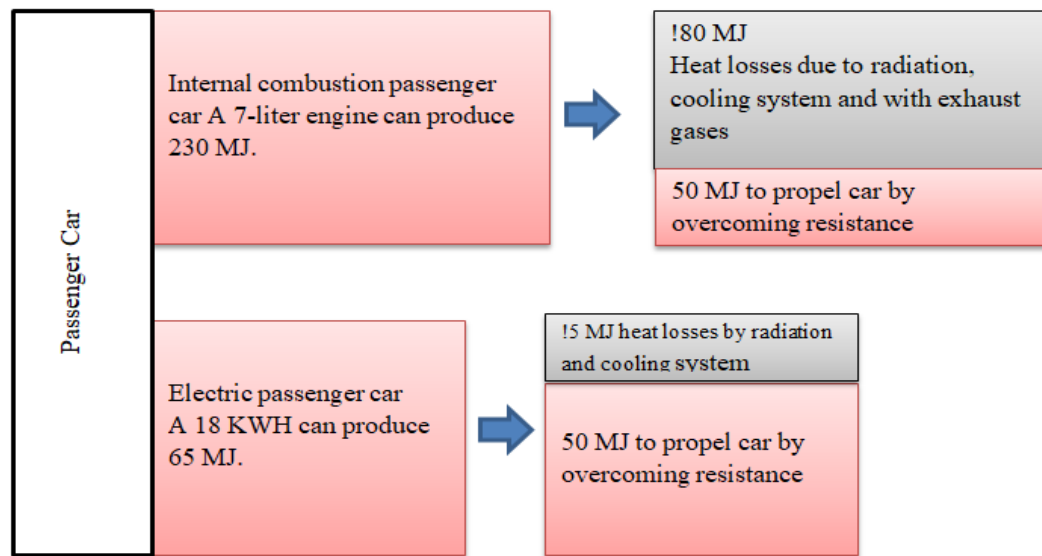 Passenger Car
Internal combustion passenger
car A 7-liter engine can produce
230 MJ.
!80 MJ
Heat losses due to radiation,
cooling system and with exhaust
gases
50 MJ to propel car by
overcoming resistance
Electric passenger car
A 18 KWH can produce
65 MJ.
!5 MJ heat losses by radiation
and cooling system
50 MJ to propel car by
overcoming resistance